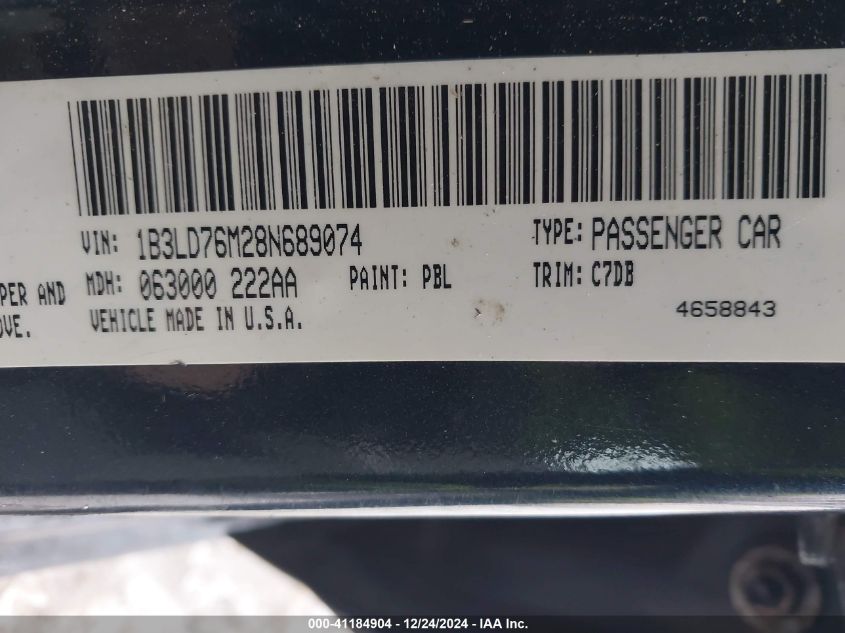 VIN: 1B3LD76M28N689074 TYPE: PASSENGER CAR
PER AND MDH: 063000 222AA PAINT: PBL TRIM: C7DB
OVE. VEHICLE MADE IN U.S.A. 4658843
000-41184904 - 12/24/2024 - IAA Inc.